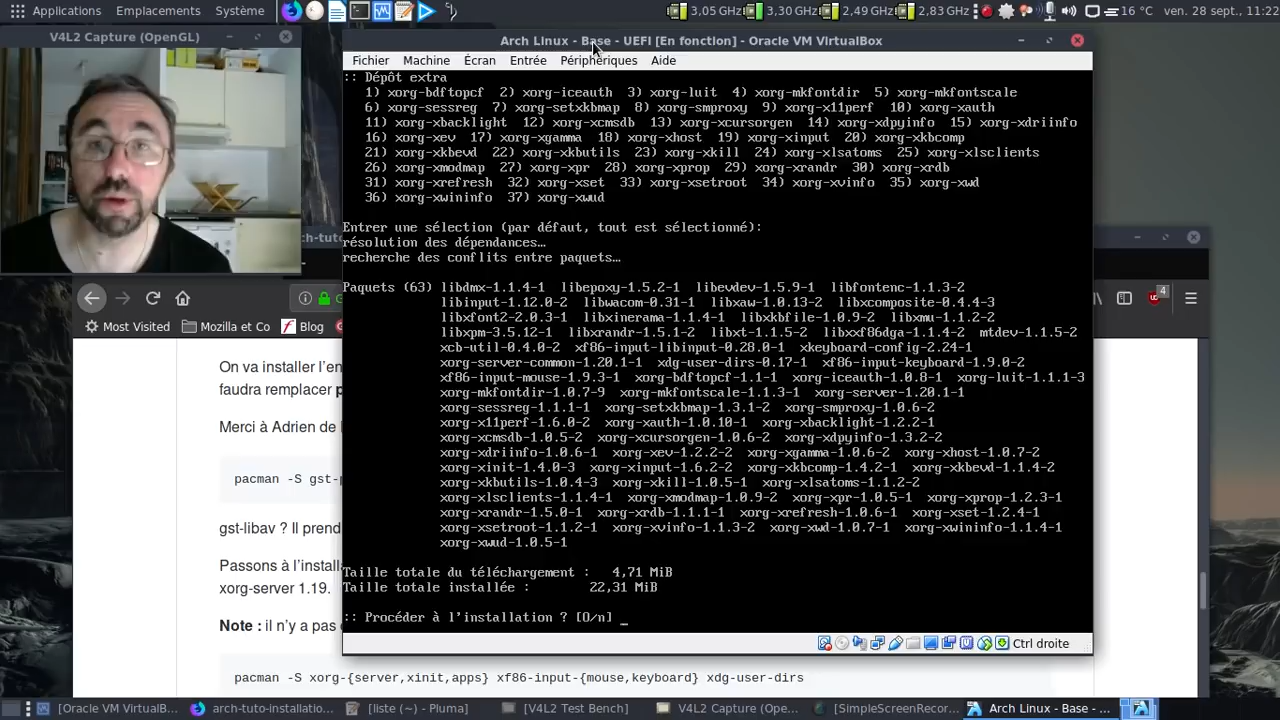 Applications Emplacements Système
3,05 GHz 3,30 GHz 2,49 GHz 2,83 GHz 16 °C ven. 28 sept., 11:22
V4L2 Capture (OpenGL)
Arch Linux - Base - UEFI [En fonction] - Oracle VM VirtualBox
Fichier Machine Écran Entrée Périphériques Aide
:: Dépôt extra
1) xorg-bdftopcf 2) xorg-iceauth 3) xorg-luit 4) xorg-mkfontdir 5) xorg-mkfontscale
6) xorg-sessreg 7) xorg-setxkbmap 8) xorg-smproxy 9) xorg-x11perf 10) xorg-xauth
11) xorg-xbacklight 12) xorg-xcmsdb 13) xorg-xcursorgen 14) xorg-xdpyinfo 15) xorg-xdriinfo
16) xorg-xev 17) xorg-xgamma 18) xorg-xhost 19) xorg-xinput 20) xorg-xkbcomp
21) xorg-xkbevd 22) xorg-xkbutils 23) xorg-xkill 24) xorg-xlsatoms 25) xorg-xlsclients
26) xorg-xmodmap 27) xorg-xpr 28) xorg-xprop 29) xorg-xrandr 30) xorg-xrdb
31) xorg-xrefresh 32) xorg-xset 33) xorg-xsetroot 34) xorg-xvinfo 35) xorg-xwd
36) xorg-xwininfo 37) xorg-xwud
Entrer une sélection (par défaut, tout est sélectionné):
résolution des dépendances…
recherche des conflits entre paquets…
Paquets (63) libdmx-1.1.4-1 libepoxy-1.5.2-1 libevdev-1.5.9-1 libfontenc-1.1.3-2
libinput-1.12.0-2 libwacom-0.31-1 libxaw-1.0.13-2 libxcomposite-0.4.4-3
libxfont2-2.0.3-1 libxinerama-1.1.4-1 libxkbfile-1.0.9-2 libxmu-1.1.2-2
libxpm-3.5.12-1 libxrandr-1.5.1-2 libxt-1.1.5-2 libxxf86dga-1.1.4-2 mtdev-1.1.5-2
xcb-util-0.4.0-2 xf86-input-libinput-0.28.0-1 xkeyboard-config-2.24-1
xorg-server-common-1.20.1-1 xdg-user-dirs-0.17-1 xf86-input-keyboard-1.9.0-2
xf86-input-mouse-1.9.3-1 xorg-bdftopcf-1.1-1 xorg-iceauth-1.0.8-1 xorg-luit-1.1.1-3
xorg-mkfontdir-1.0.7-9 xorg-mkfontscale-1.1.3-1 xorg-server-1.20.1-1
xorg-sessreg-1.1.1-1 xorg-setxkbmap-1.3.1-2 xorg-smproxy-1.0.6-2
xorg-x11perf-1.6.0-2 xorg-xauth-1.0.10-1 xorg-xbacklight-1.2.2-1
xorg-xcmsdb-1.0.5-2 xorg-xcursorgen-1.0.6-2 xorg-xdpyinfo-1.3.2-2
xorg-xdriinfo-1.0.6-1 xorg-xev-1.2.2-2 xorg-xgamma-1.0.6-2 xorg-xhost-1.0.7-2
xorg-xinit-1.4.0-3 xorg-xinput-1.6.2-2 xorg-xkbcomp-1.4.2-1 xorg-xkbevd-1.1.4-2
xorg-xkbutils-1.0.4-3 xorg-xkill-1.0.5-1 xorg-xlsatoms-1.1.2-2
xorg-xlsclients-1.1.4-1 xorg-xmodmap-1.0.9-2 xorg-xpr-1.0.5-1 xorg-xprop-1.2.3-1
xorg-xrandr-1.5.0-1 xorg-xrdb-1.1.1-1 xorg-xrefresh-1.0.6-1 xorg-xset-1.2.4-1
xorg-xsetroot-1.1.2-1 xorg-xvinfo-1.1.3-2 xorg-xwd-1.0.7-1 xorg-xwininfo-1.1.4-1
xorg-xwud-1.0.5-1
Taille totale du téléchargement : 4,71 MiB
Taille totale installée : 22,31 MiB
:: Procéder à l'installation ? [O/n] _
Ctrl droite
arch-tuto
4
Most Visited Mozilla et Co Blog
On va installer l'en
faudra remplacer p
Merci à Adrien de
pacman -S gst-p
gst-libav ? Il prend
Passons à l'install
xorg-server 1.19.
Note : il n'y a pas
pacman -S xorg-{server,xinit,apps} xf86-input-{mouse,keyboard} xdg-user-dirs
[Oracle VM VirtualB... arch-tuto-installatio... [liste (~) - Pluma] [V4L2 Test Bench] V4L2 Capture (Ope... [SimpleScreenRecor... Arch Linux - Base - ...